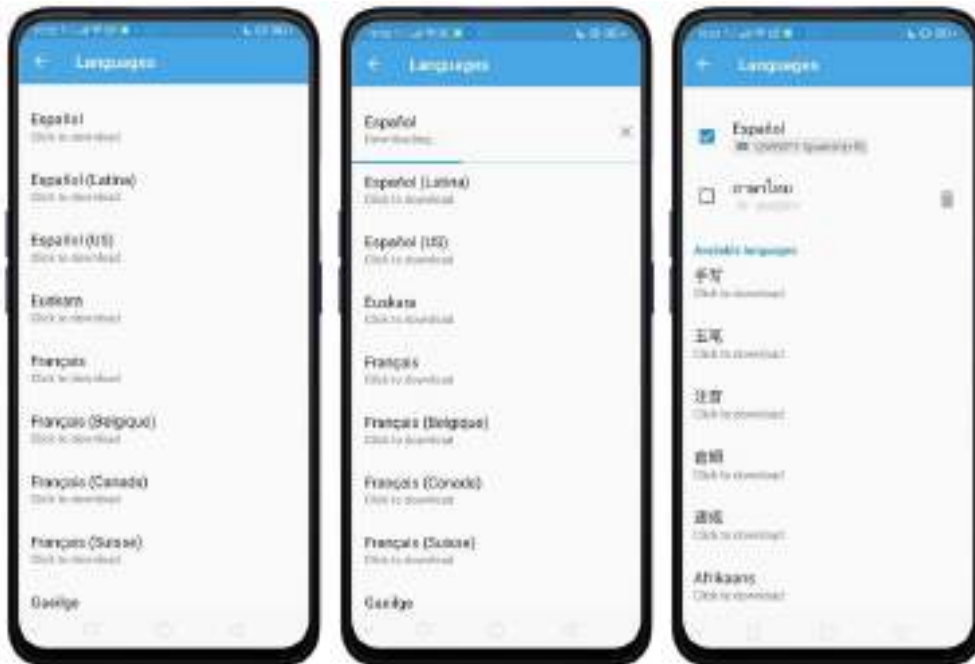 Languages
Español
Click to download
Español (Latina)
Click to download
Español (US)
Click to download
Euskara
Click to download
Français
Click to download
Français (Belgique)
Click to download
Français (Canada)
Click to download
Français (Suisse)
Click to download
Gaeilge
Languages
Español
Downloading
Español (Latina)
Click to download
Español (US)
Click to download
Euskara
Click to download
Français
Click to download
Français (Belgique)
Click to download
Français (Canada)
Click to download
Français (Suisse)
Click to download
Gaeilge
Languages
Español
QWERTY Spanish
ภาษาไทย
Available languages
手写
Click to download
五笔
Click to download
注音
Click to download
倉頡
Click to download
速成
Click to download
Afrikaans
Click to download